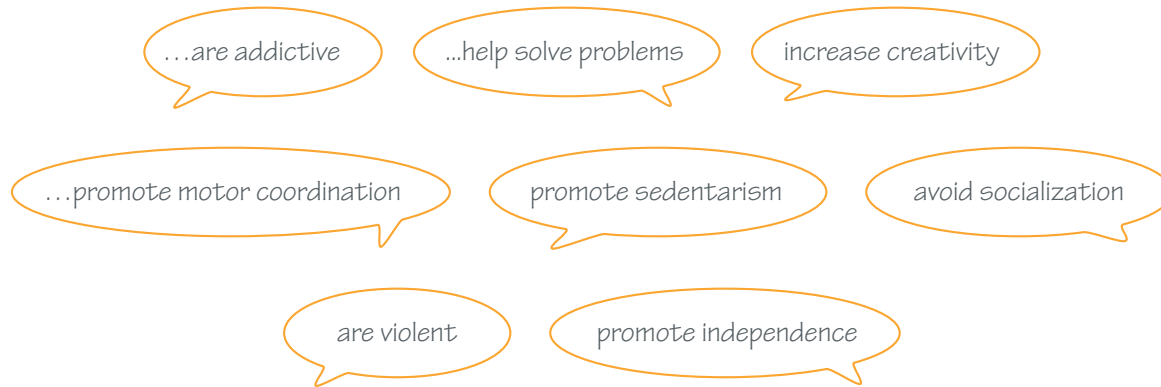 ...are addictive
...help solve problems
increase creativity
...promote motor coordination
promote sedentarism
avoid socialization
are violent
promote independence